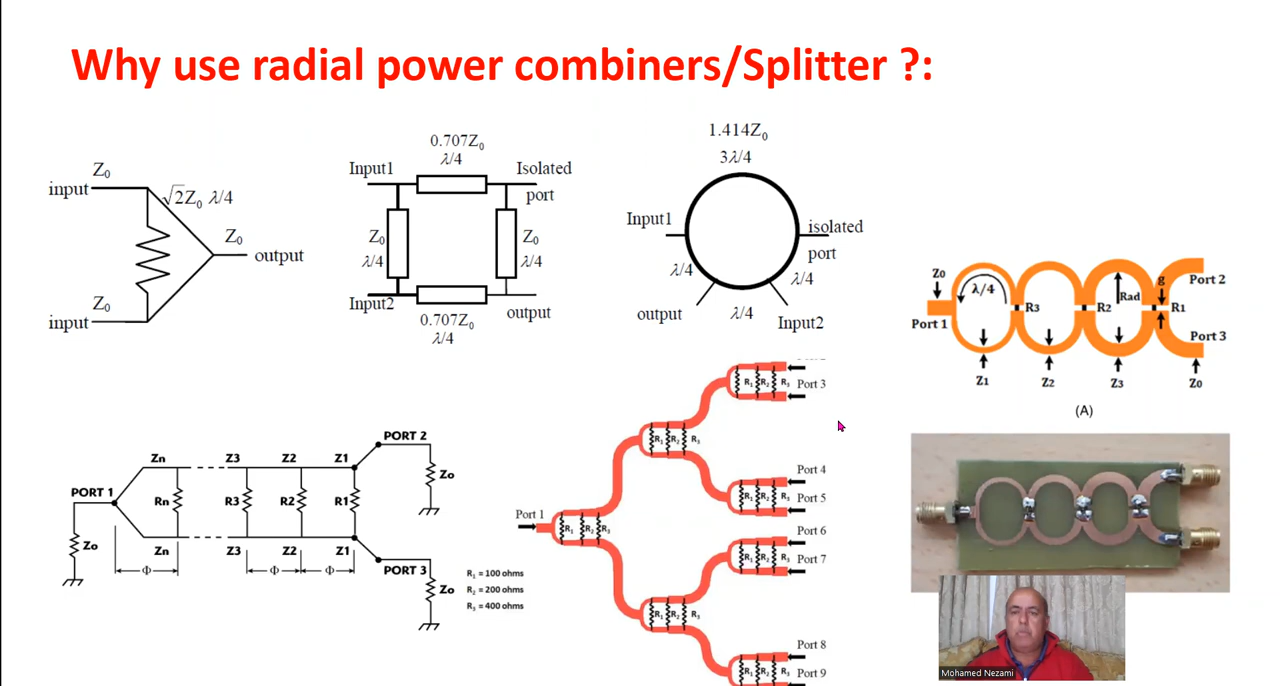 Why use radial power combiners/Splitter ?:
Z₀
input
√2Z₀ λ/4
Z₀
output
Z₀
input
0.707Z₀
λ/4
Input1
Isolated
port
Z₀
λ/4
Z₀
λ/4
Input2
output
0.707Z₀
λ/4
1.414Z₀
3λ/4
Input1
isolated
port
λ/4
λ/4
output
λ/4
Input2
Z₀
λ/4
Port 1
R3
R2
Rad
g
R1
Port 2
Port 3
Z₁
Z₂
Z₃
Z₀
(A)
PORT 1
Zn
Z3
Z2
Z1
PORT 2
Zo
Rn
R3
R2
R1
Zo
Zn
Z3
Z2
Z1
PORT 3
Φ
Φ
Φ
Zo
R₁ = 100 ohms
R₂ = 200 ohms
R₃ = 400 ohms
Port 1
R₁ R₂ R₃
R₁ R₂ R₃
R₁ R₂ R₃
R₁ R₂ R₃
R₁ R₂ R₃
R₁ R₂ R₃
R₁ R₂ R₃
Port 3
Port 4
Port 5
Port 6
Port 7
Port 8
Port 9
Mohamed Nezami